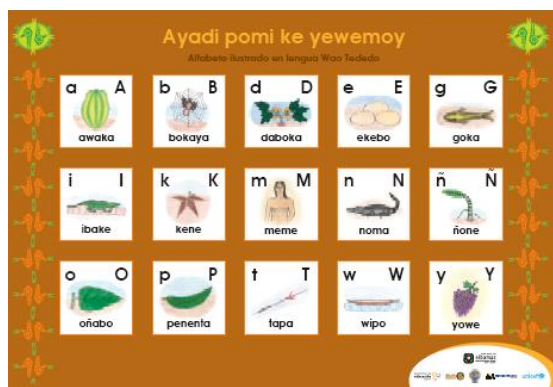 Ayadi pomi ke yewemoy
Alfabeto ilustrado en lengua Wao Tededo
a A
awaka
b B
bokaya
d D
daboka
e E
ekebo
g G
goka
i I
ibake
k K
kene
m M
meme
n N
noma
ñ Ñ
ñone
o O
oñabo
p P
penenta
t T
tapa
w W
wipo
y Y
yowe
unicef